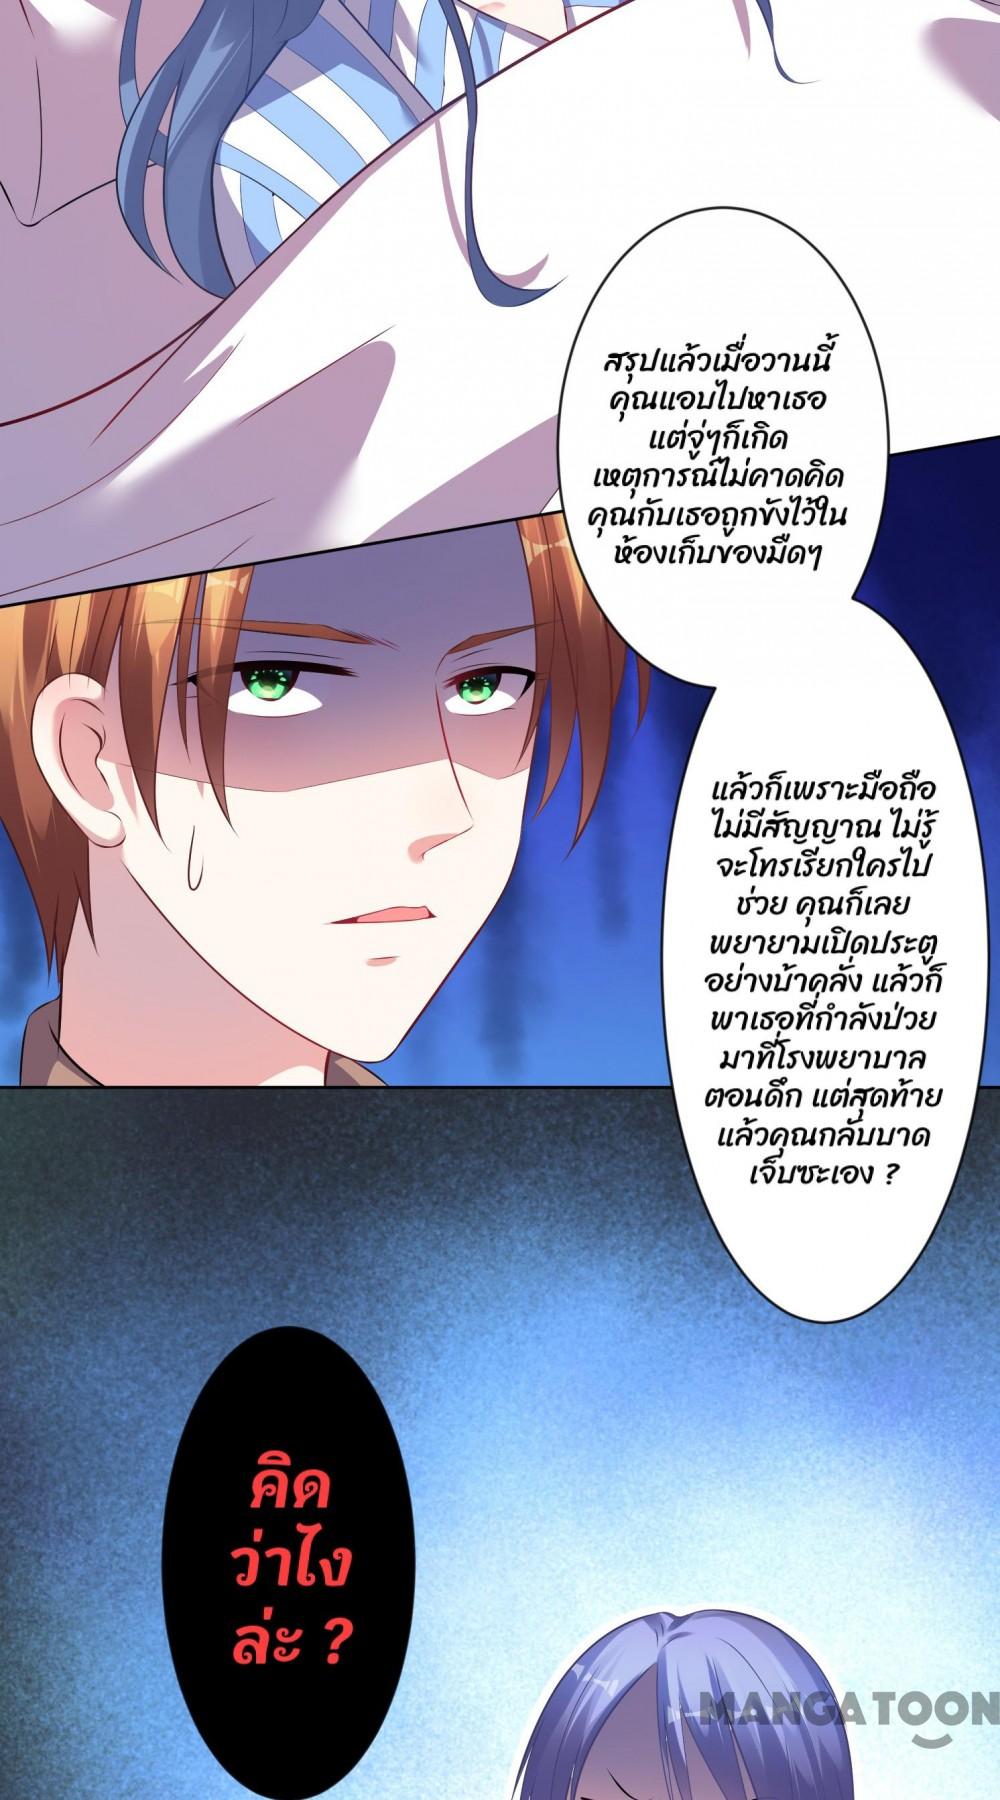 สรุปแล้วเมื่อวานนี้
คุณแอบไปหาเธอ
แต่จู่ๆก็เกิด
เหตุการณ์ไม่คาดคิด
คุณกับเธอถูกขังไว้ใน
ห้องเก็บของมืดๆ
แล้วก็เพราะมือถือ
ไม่มีสัญญาณ ไม่รู้
จะโทรเรียกใครไป
ช่วย คุณก็เลย
พยายามเปิดประตู
อย่างบ้าคลั่ง แล้วก็
พาเธอที่กำลังป่วย
มาที่โรงพยาบาล
ตอนดึก แต่สุดท้าย
แล้วคุณกลับบาด
เจ็บซะเอง ?
คิด
ว่าไง
ล่ะ ?
MANGATOON